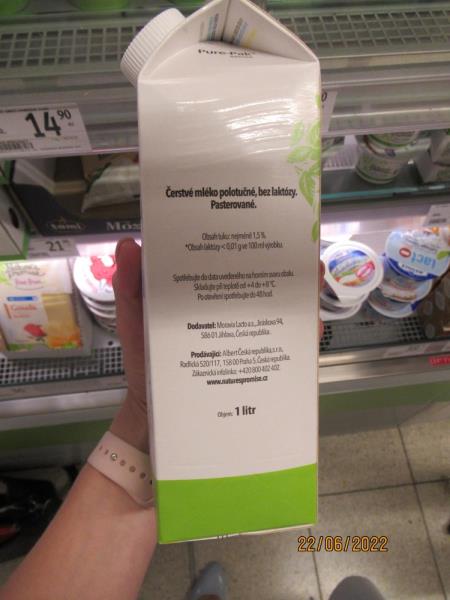 Pure-Pak
14 90
Čerstvé mléko polotučné, bez laktózy.
Pasterované.
Obsah tuku: nejméně 1,5 %.
*Obsah laktózy < 0,01 g ve 100 ml výrobku.
Spotřebujte do data uvedeného na horním svaru obalu.
Skladujte při teplotě od +4 do +8 °C.
Po otevření spotřebujte do 48 hod.
Dodavatel: Moravia Lacto a.s., Jiráskova 94,
586 01 Jihlava, Česká republika.
Prodávající: Albert Česká republika, s.r.o.,
Radlická 520/117, 158 00 Praha 5, Česká republika.
Zákaznická infolinka: +420 800 402 402.
www.naturespromise.cz
Objem: 1 litr
21
lact
22/06/2022